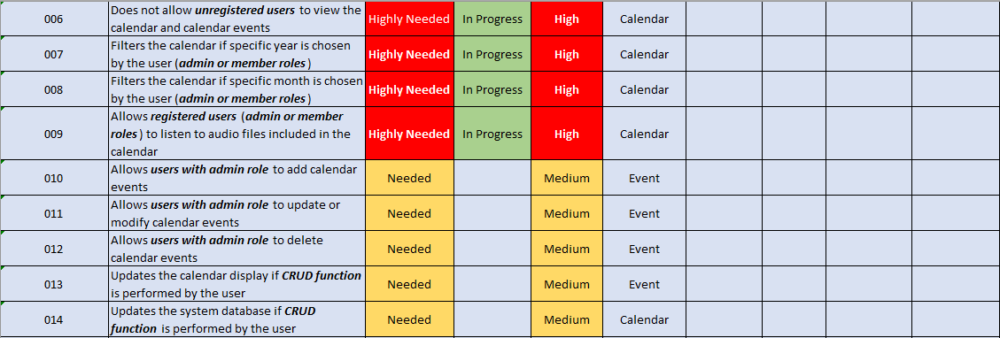 006 Does not allow unregistered users to view the Highly Needed In Progress High Calendar
calendar and calendar events
007 Filters the calendar if specific year is chosen Highly Needed In Progress High Calendar
by the user (admin or member roles)
008 Filters the calendar if specific month is chosen Highly Needed In Progress High Calendar
by the user (admin or member roles)
Allows registered users (admin or member
009 roles) to listen to audio files included in the Highly Needed In Progress High Calendar
calendar
010 Allows users with admin role to add calendar Needed Medium Event
events
011 Allows users with admin role to update or Needed Medium Event
modify calendar events
012 Allows users with admin role to delete Needed Medium Event
calendar events
013 Updates the calendar display if CRUD function Needed Medium Event
is performed by the user
014 Updates the system database if CRUD Needed Medium Calendar
function is performed by the user